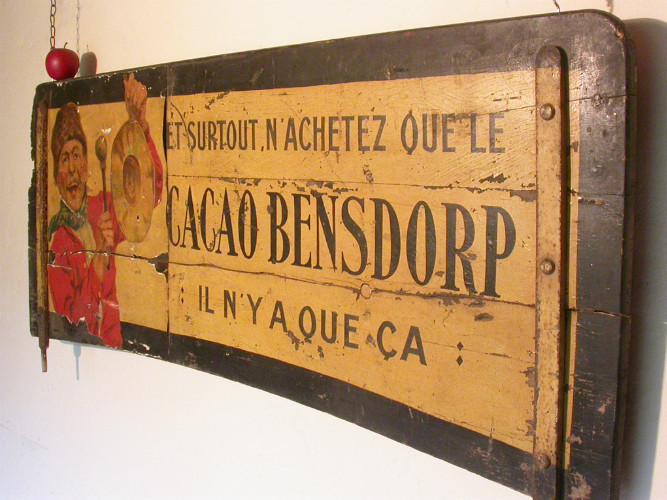 ET SURTOUT, N'ACHETEZ QUE LE
CACAO BENSDORP
: IL N'Y A QUE ÇA :